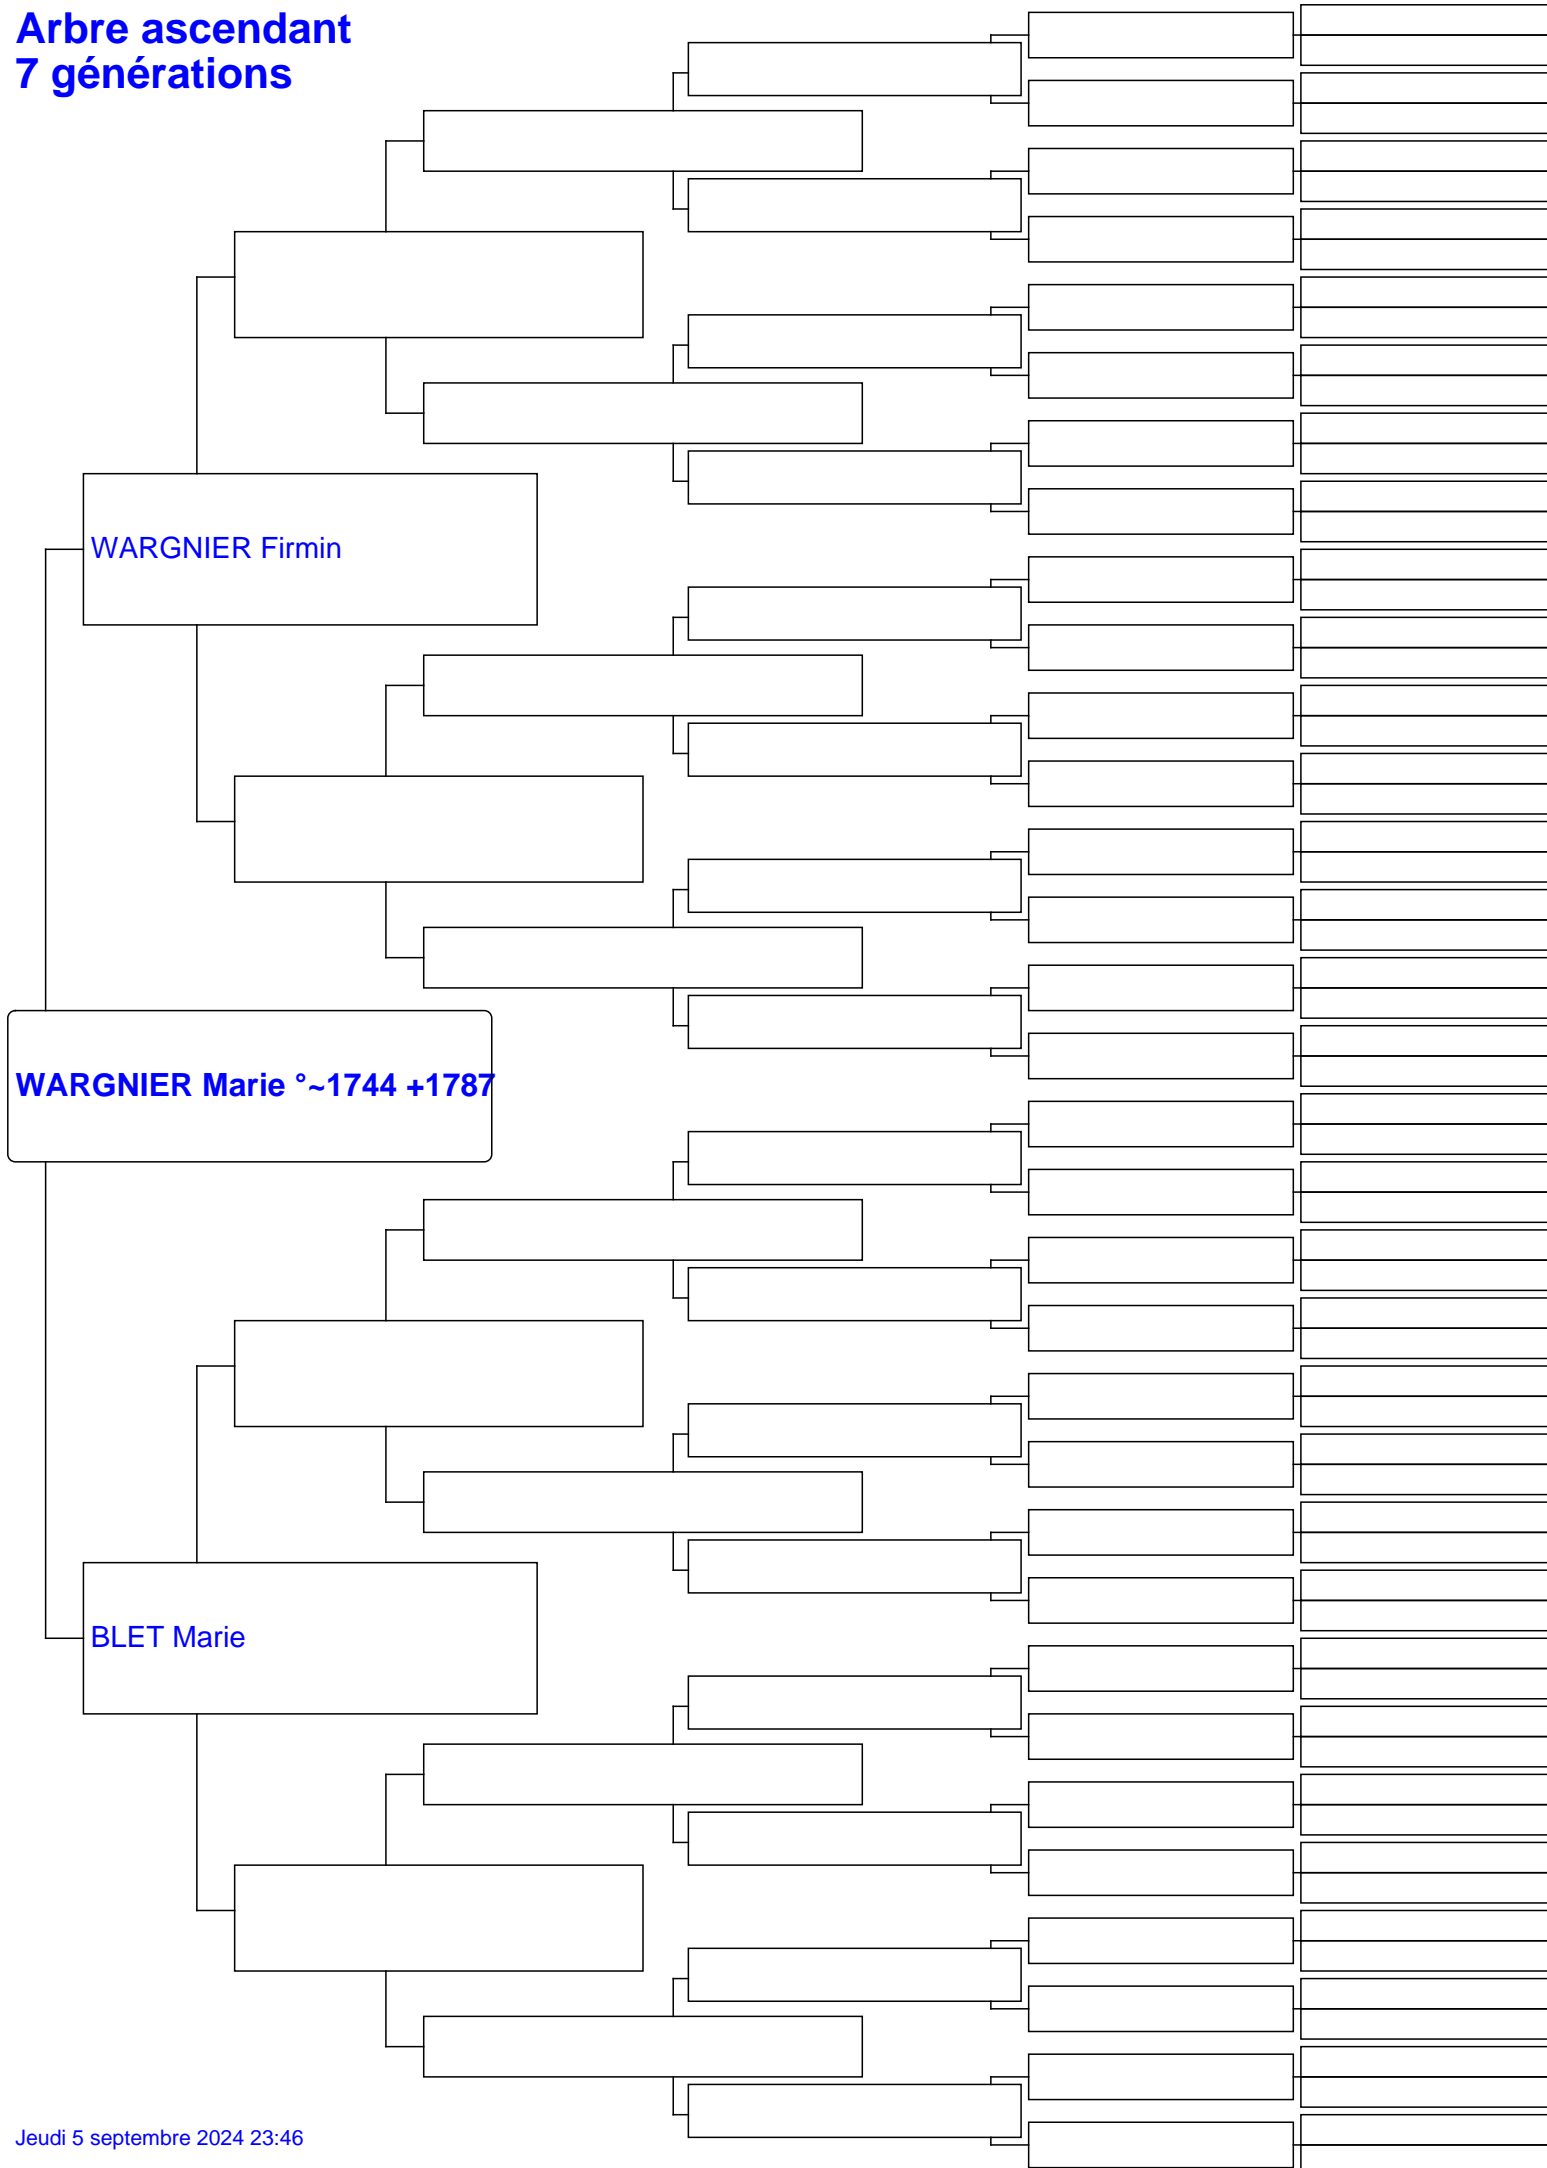 Arbre ascendant
7 générations
WARGNIER Firmin
WARGNIER Marie °~1744 +1787
BLET Marie
Jeudi 5 septembre 2024 23:46